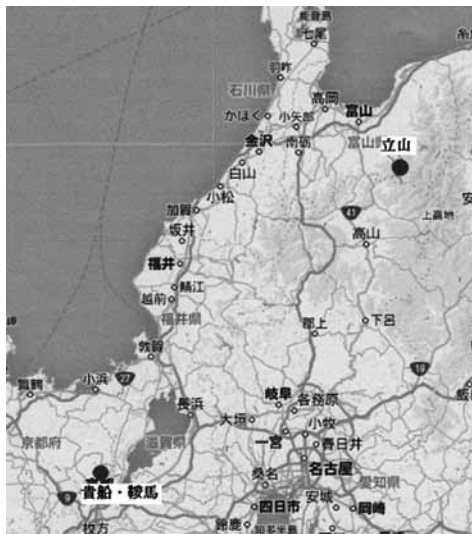 能登島
七尾
羽咋
石川県
高岡
かほく
小矢部
富山
金沢
南砺
富山県
立山
白山
小松
加賀
41
上高地
坂井
高山
福井
鯖江
越前
福井県
郡上
下呂
敦賀
27
19
舞鶴
小浜
岐阜
各務原
長浜
大垣
京都府
滋賀県
一宮
小牧
春日井
名古屋
桑名
愛知県
9
貴船・鞍馬
四日市
安城
岡崎
枚方
鈴鹿
知多半島